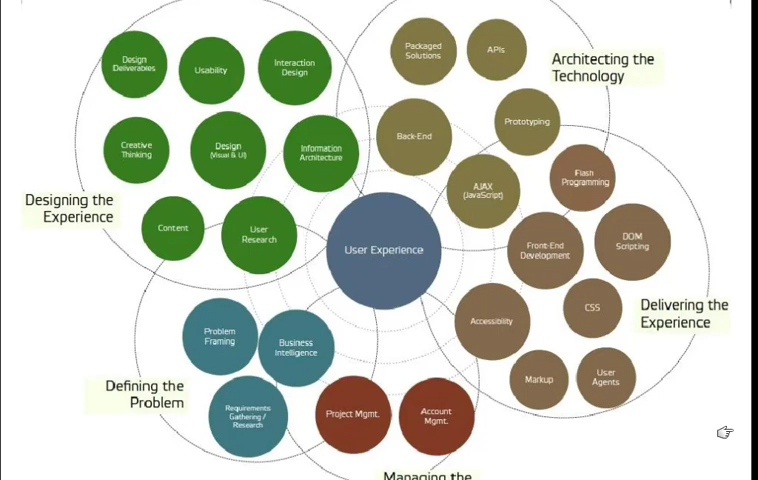 Design
Deliverables
Usability
Interaction
Design
Creative
Thinking
Design
(Visual & UI)
Information
Architecture
Content
User
Research
Designing the
Experience
Packaged
Solutions
APIs
Back-End
Prototyping
AJAX
(JavaScript)
Architecting the
Technology
User Experience
Flash
Programming
Front-End
Development
DOM
Scripting
CSS
Accessibility
Markup
User
Agents
Delivering the
Experience
Problem
Framing
Business
Intelligence
Requirements
Gathering /
Research
Defining the
Problem
Project Mgmt.
Account
Mgmt.
Managing the